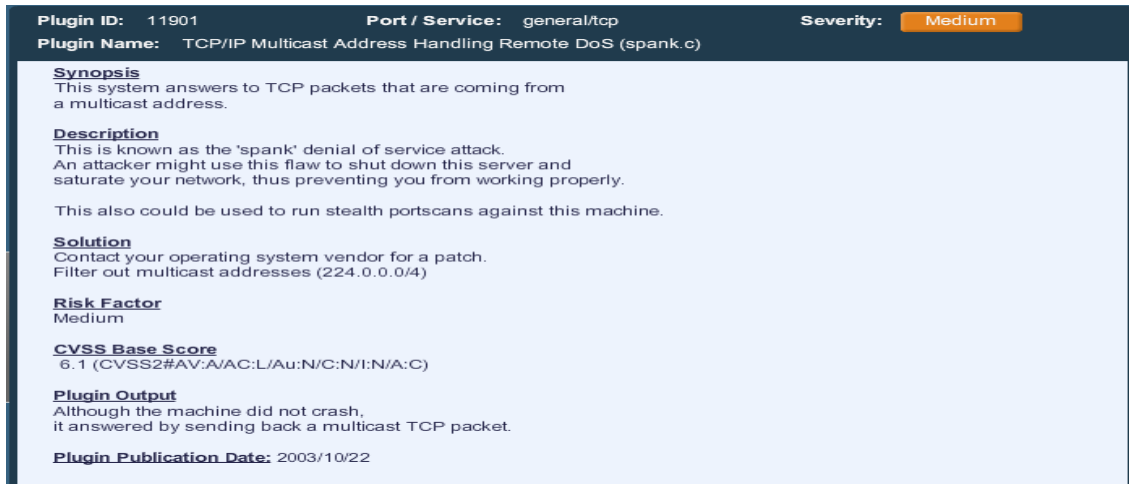 Plugin ID: 11901 Port / Service: general/tcp Severity: Medium
Plugin Name: TCP/IP Multicast Address Handling Remote DoS (spank.c)
Synopsis
This system answers to TCP packets that are coming from
a multicast address.
Description
This is known as the 'spank' denial of service attack.
An attacker might use this flaw to shut down this server and
saturate your network, thus preventing you from working properly.
This also could be used to run stealth portscans against this machine.
Solution
Contact your operating system vendor for a patch.
Filter out multicast addresses (224.0.0.0/4)
Risk Factor
Medium
CVSS Base Score
6.1 (CVSS2#AV:A/AC:L/Au:N/C:N/I:N/A:C)
Plugin Output
Although the machine did not crash,
it answered by sending back a multicast TCP packet.
Plugin Publication Date: 2003/10/22